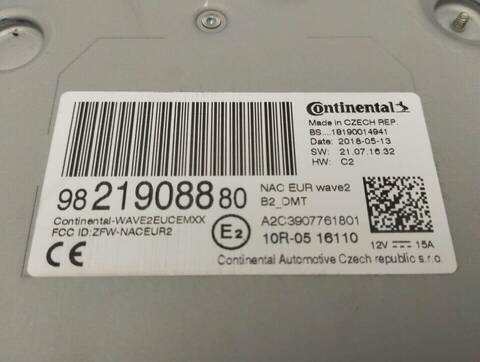 Continental
Made in CZECH REP.
BS....18190014941
Date: 2018-05-13
SW: 21.07.16.32
HW: C2
98 219088 80
NAC EUR wave2
B2_DMT
Continental-WAVE2EUCEMXX
FCC ID:ZFW-NACEUR2
E2
A2C3907761801
10R-05 16110
12V 15A
CE
Continental Automotive Czech republic s.r.o.